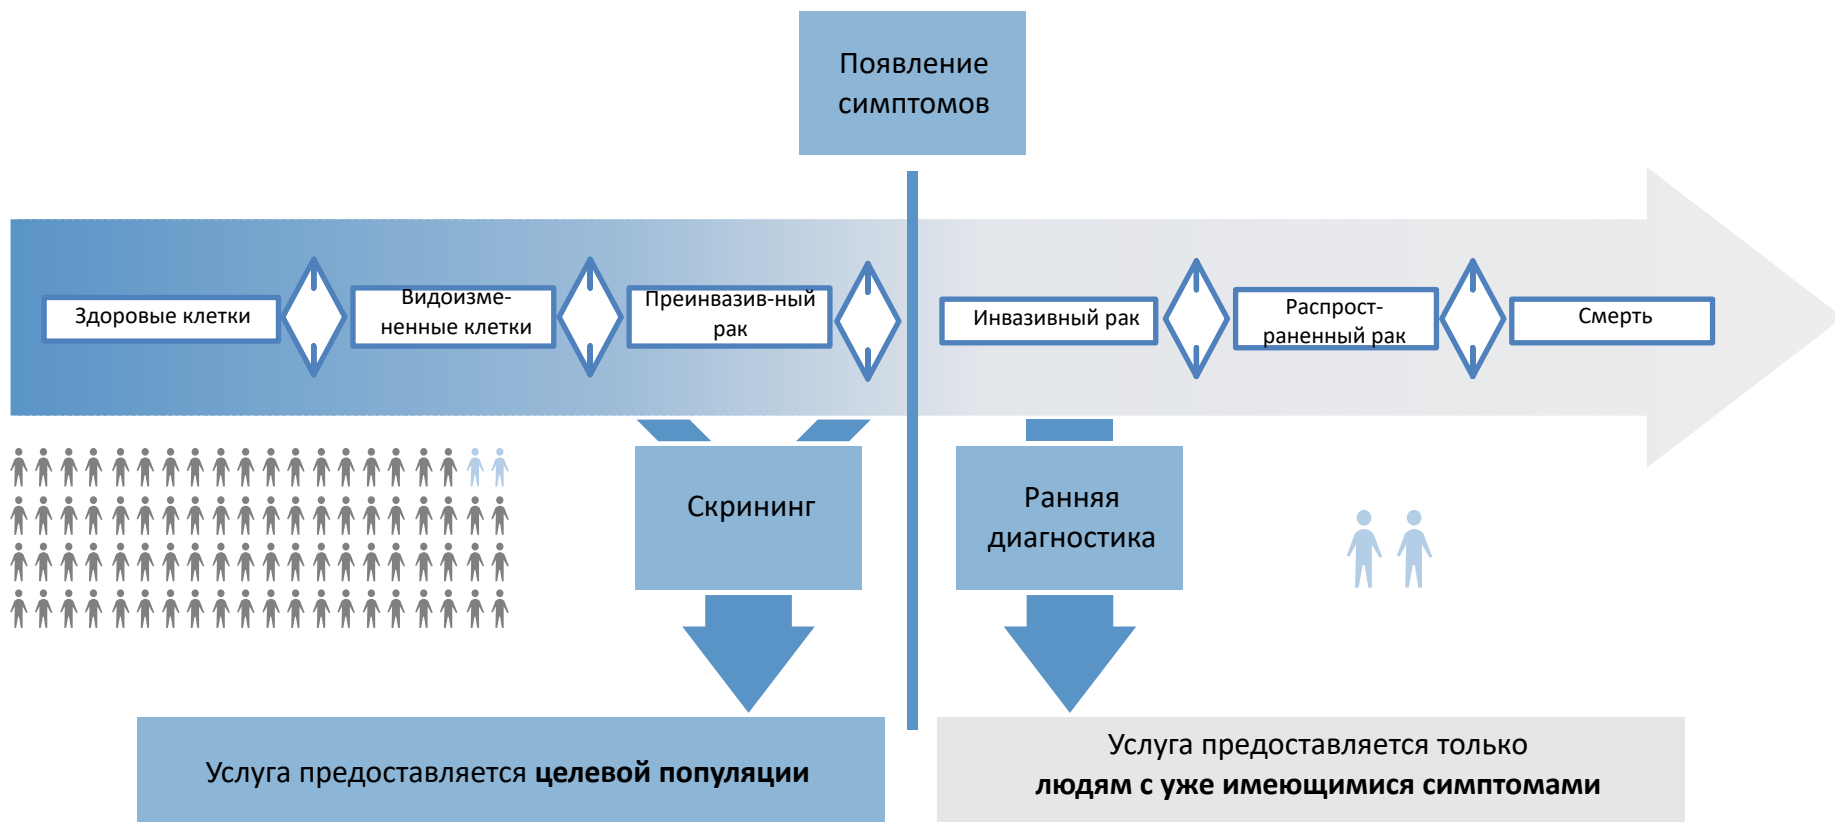 Появление
симптомов
Здоровые клетки
Видоизме-
ненные клетки
Преинвазив-ный
рак
Инвазивный рак
Распрост-
раненный рак
Смерть
Скрининг
Ранняя
диагностика
Услуга предоставляется целевой популяции
Услуга предоставляется только
людям с уже имеющимися симптомами